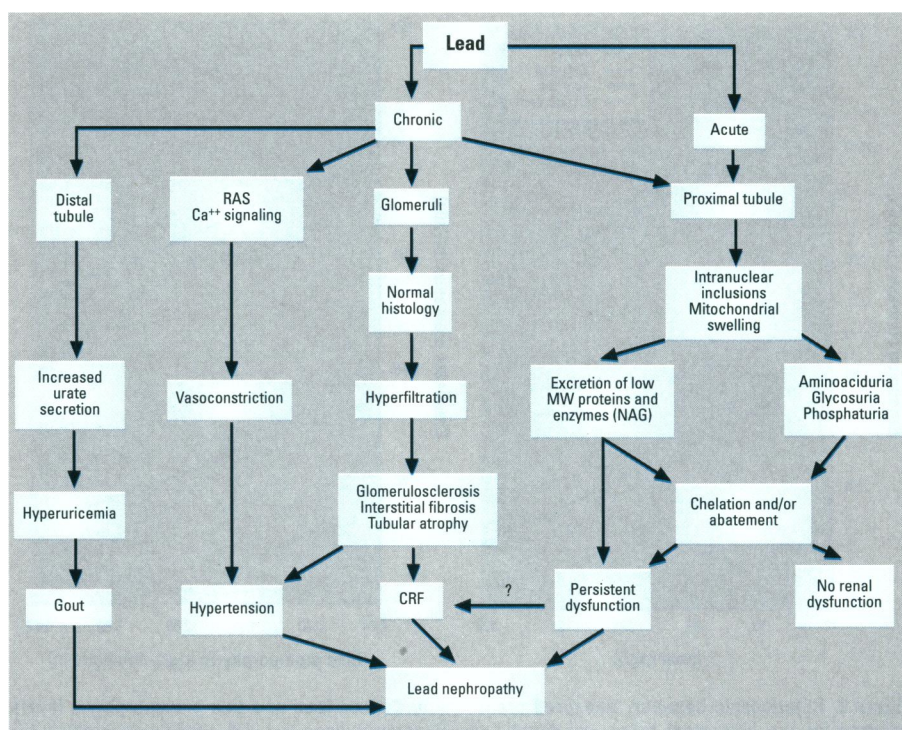 Lead
Chronic
Acute
Distal
tubule
RAS
Ca++ signaling
Glomeruli
Proximal tubule
Normal
histology
Intranuclear
inclusions
Mitochondrial
swelling
Increased
urate
secretion
Vasoconstriction
Hyperfiltration
Excretion of low
MW proteins and
enzymes (NAG)
Aminoaciduria
Glycosuria
Phosphaturia
Hyperuricemia
Glomerulosclerosis
Interstitial fibrosis
Tubular atrophy
Chelation and/or
abatement
Gout
Hypertension
CRF
?
Persistent
dysfunction
No renal
dysfunction
Lead nephropathy